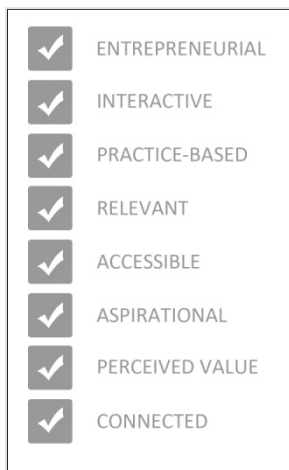 ENTREPRENEURIAL
INTERACTIVE
PRACTICE-BASED
RELEVANT
ACCESSIBLE
ASPIRATIONAL
PERCEIVED VALUE
CONNECTED